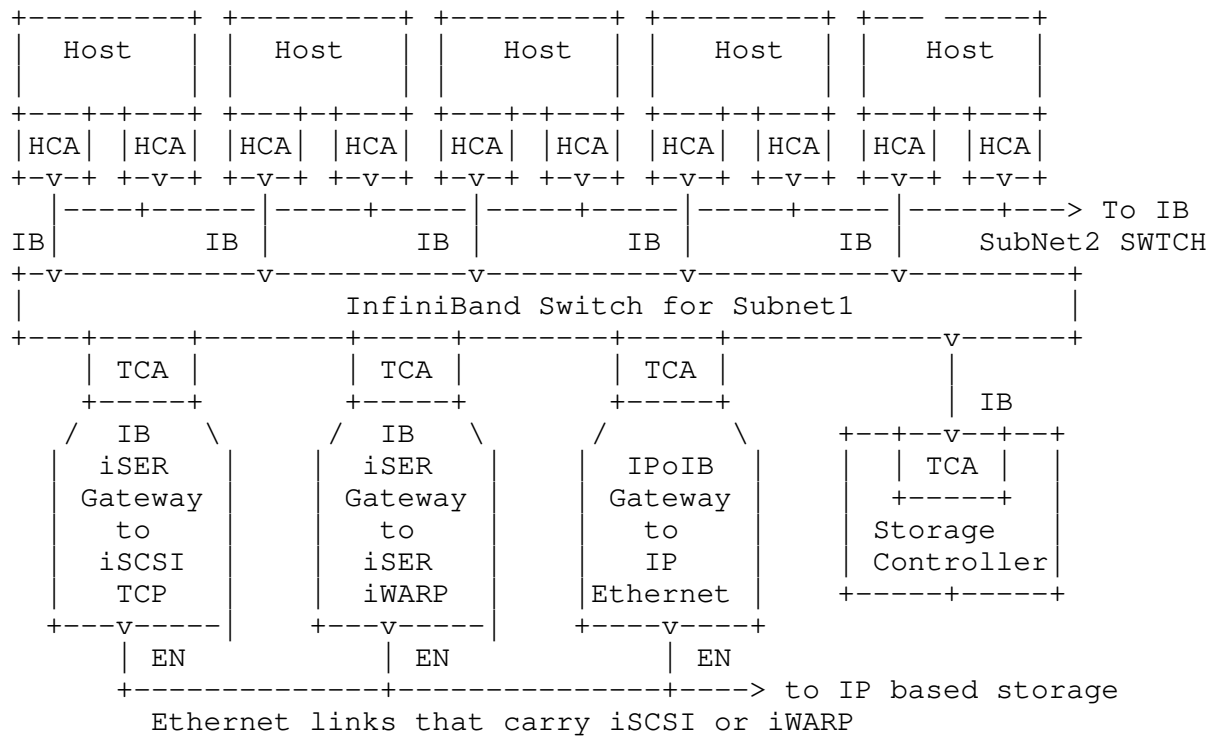 Host Host Host Host Host
HCA HCA HCA HCA HCA HCA HCA HCA HCA HCA
To IB
IB IB IB IB IB SubNet2 SWTCH
InfiniBand Switch for Subnet1
TCA TCA TCA
IB
IB IB
iSER iSER IPoIB TCA
Gateway Gateway Gateway
to to to Storage
iSCSI iSER IP Controller
TCP iWARP Ethernet
EN EN EN
to IP based storage
Ethernet links that carry iSCSI or iWARP